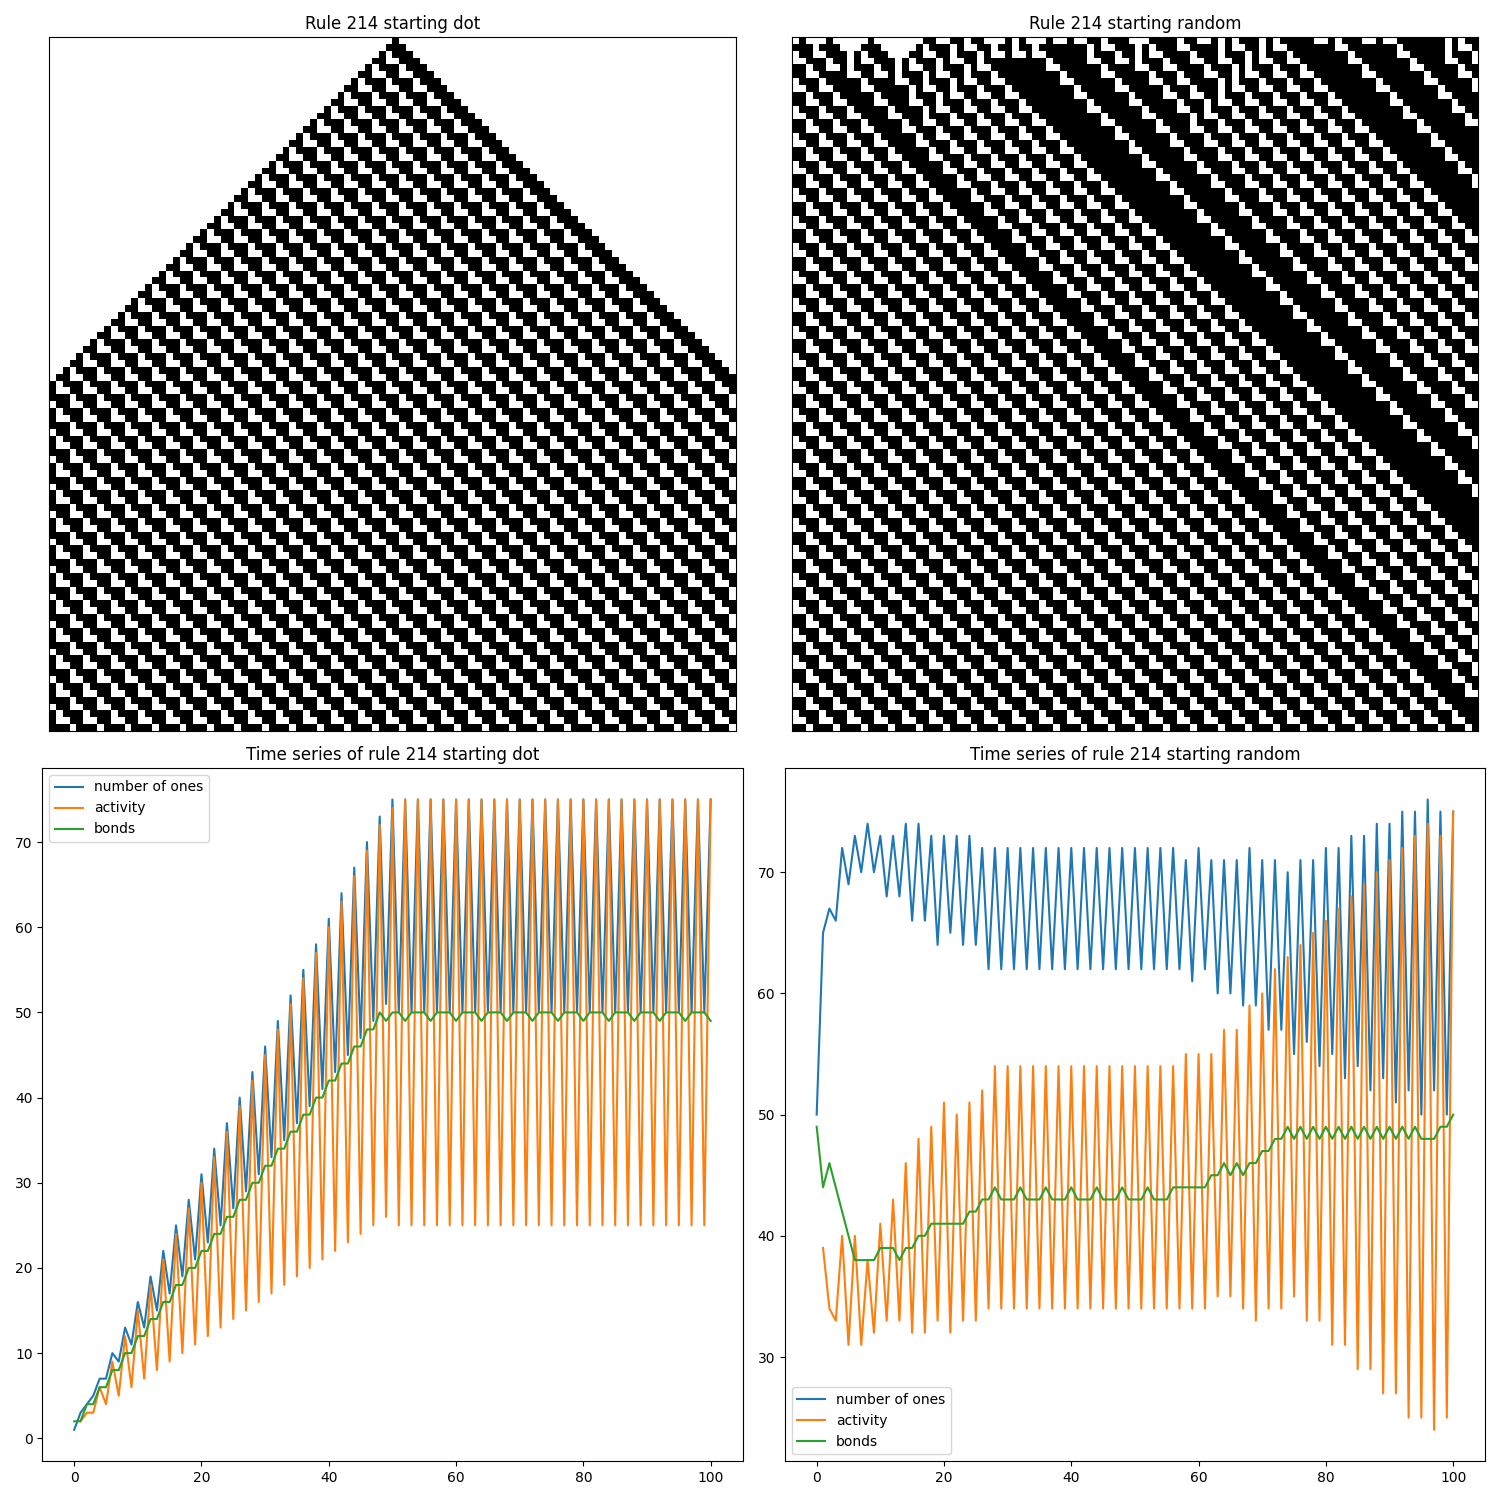 Rule 214 starting dot
Rule 214 starting random
Time series of rule 214 starting dot
number of ones
activity
bonds
70
60
50
40
30
20
10
0
0 20 40 60 80 100
Time series of rule 214 starting random
70
60
50
40
30
number of ones
activity
bonds
0 20 40 60 80 100